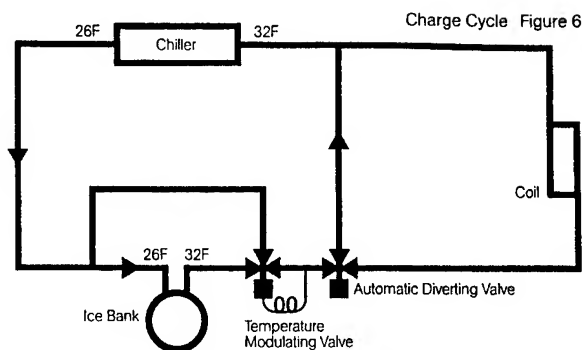 Charge Cycle Figure 6
26F
Chiller
32F
Coil
26F 32F
Ice Bank
Temperature
Modulating Valve
Automatic Diverting Valve